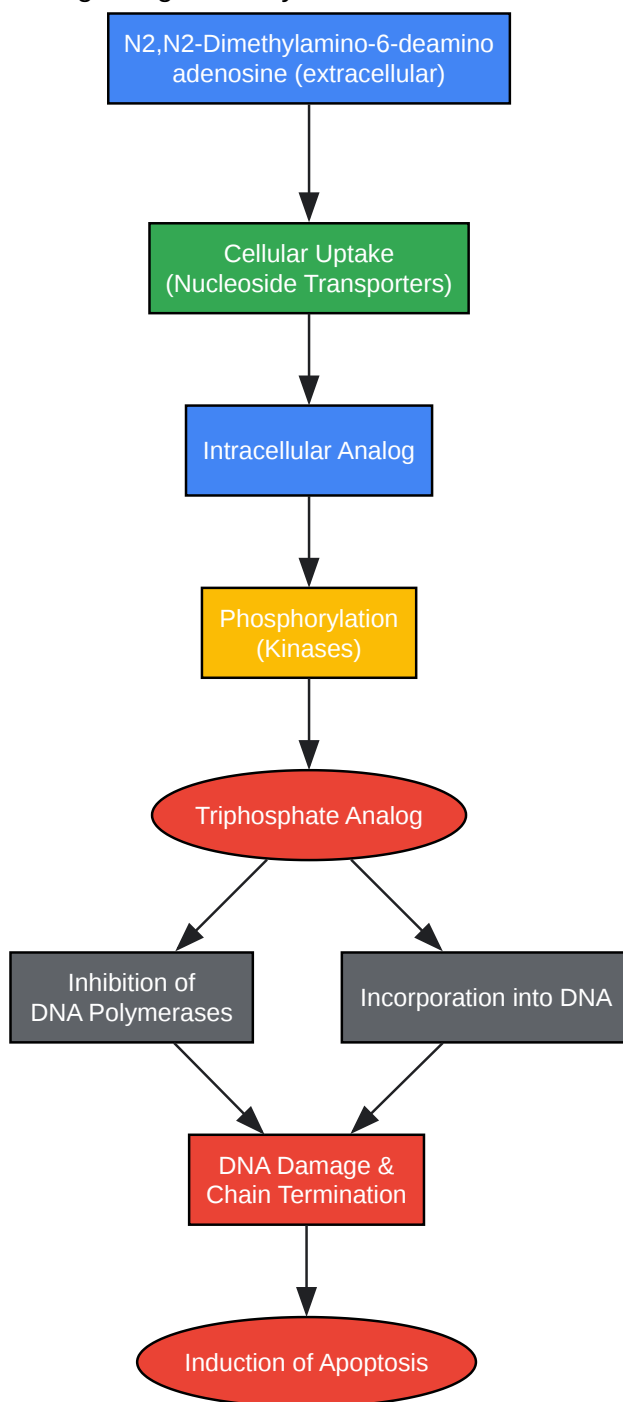 N2,N2-Dimethylamino-6-deamino
adenosine (extracellular)
Cellular Uptake
(Nucleoside Transporters)
Intracellular Analog
Phosphorylation
(Kinases)
Triphosphate Analog
Inhibition of
DNA Polymerases
Incorporation into DNA
DNA Damage &
Chain Termination
Induction of Apoptosis